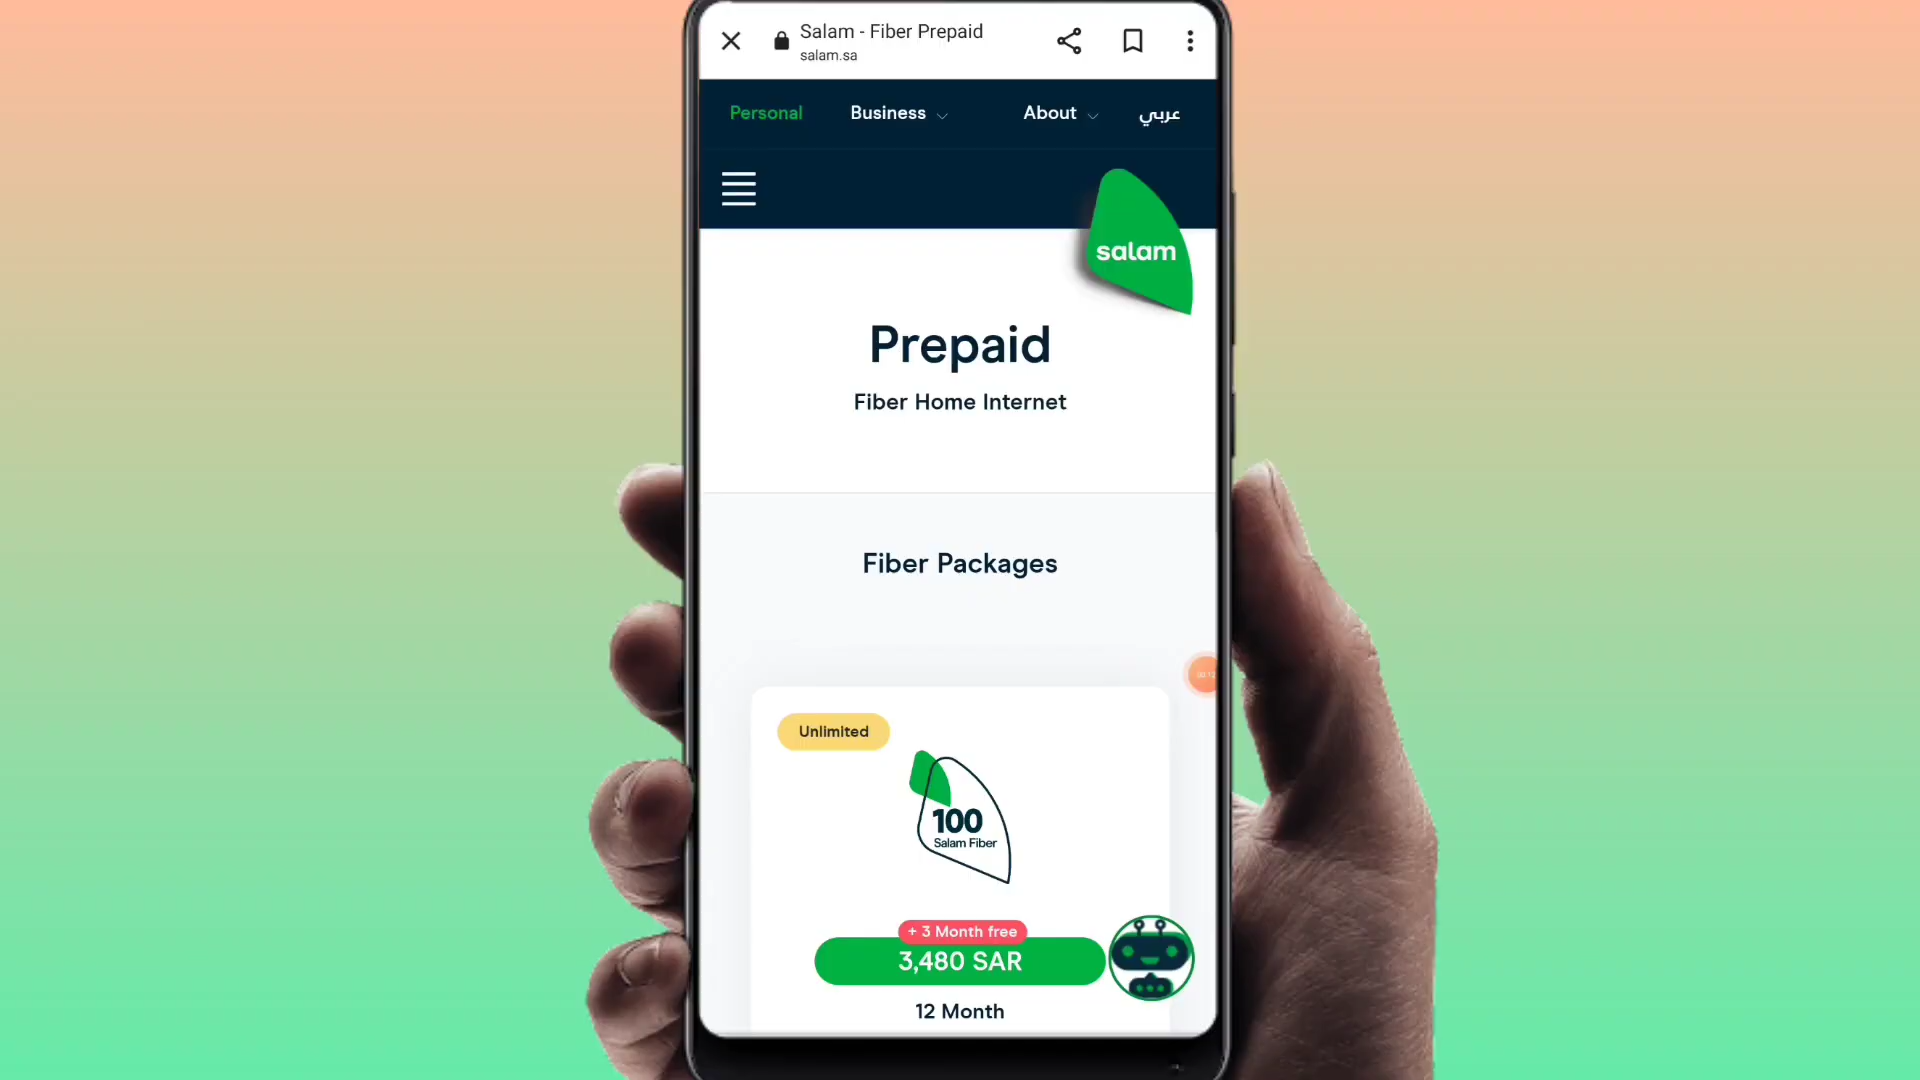 Salam - Fiber Prepaid
salam.sa
Personal Business About عربي
salam
Prepaid
Fiber Home Internet
Fiber Packages
Unlimited
100
Salam Fiber
+ 3 Month free
3,480 SAR
12 Month